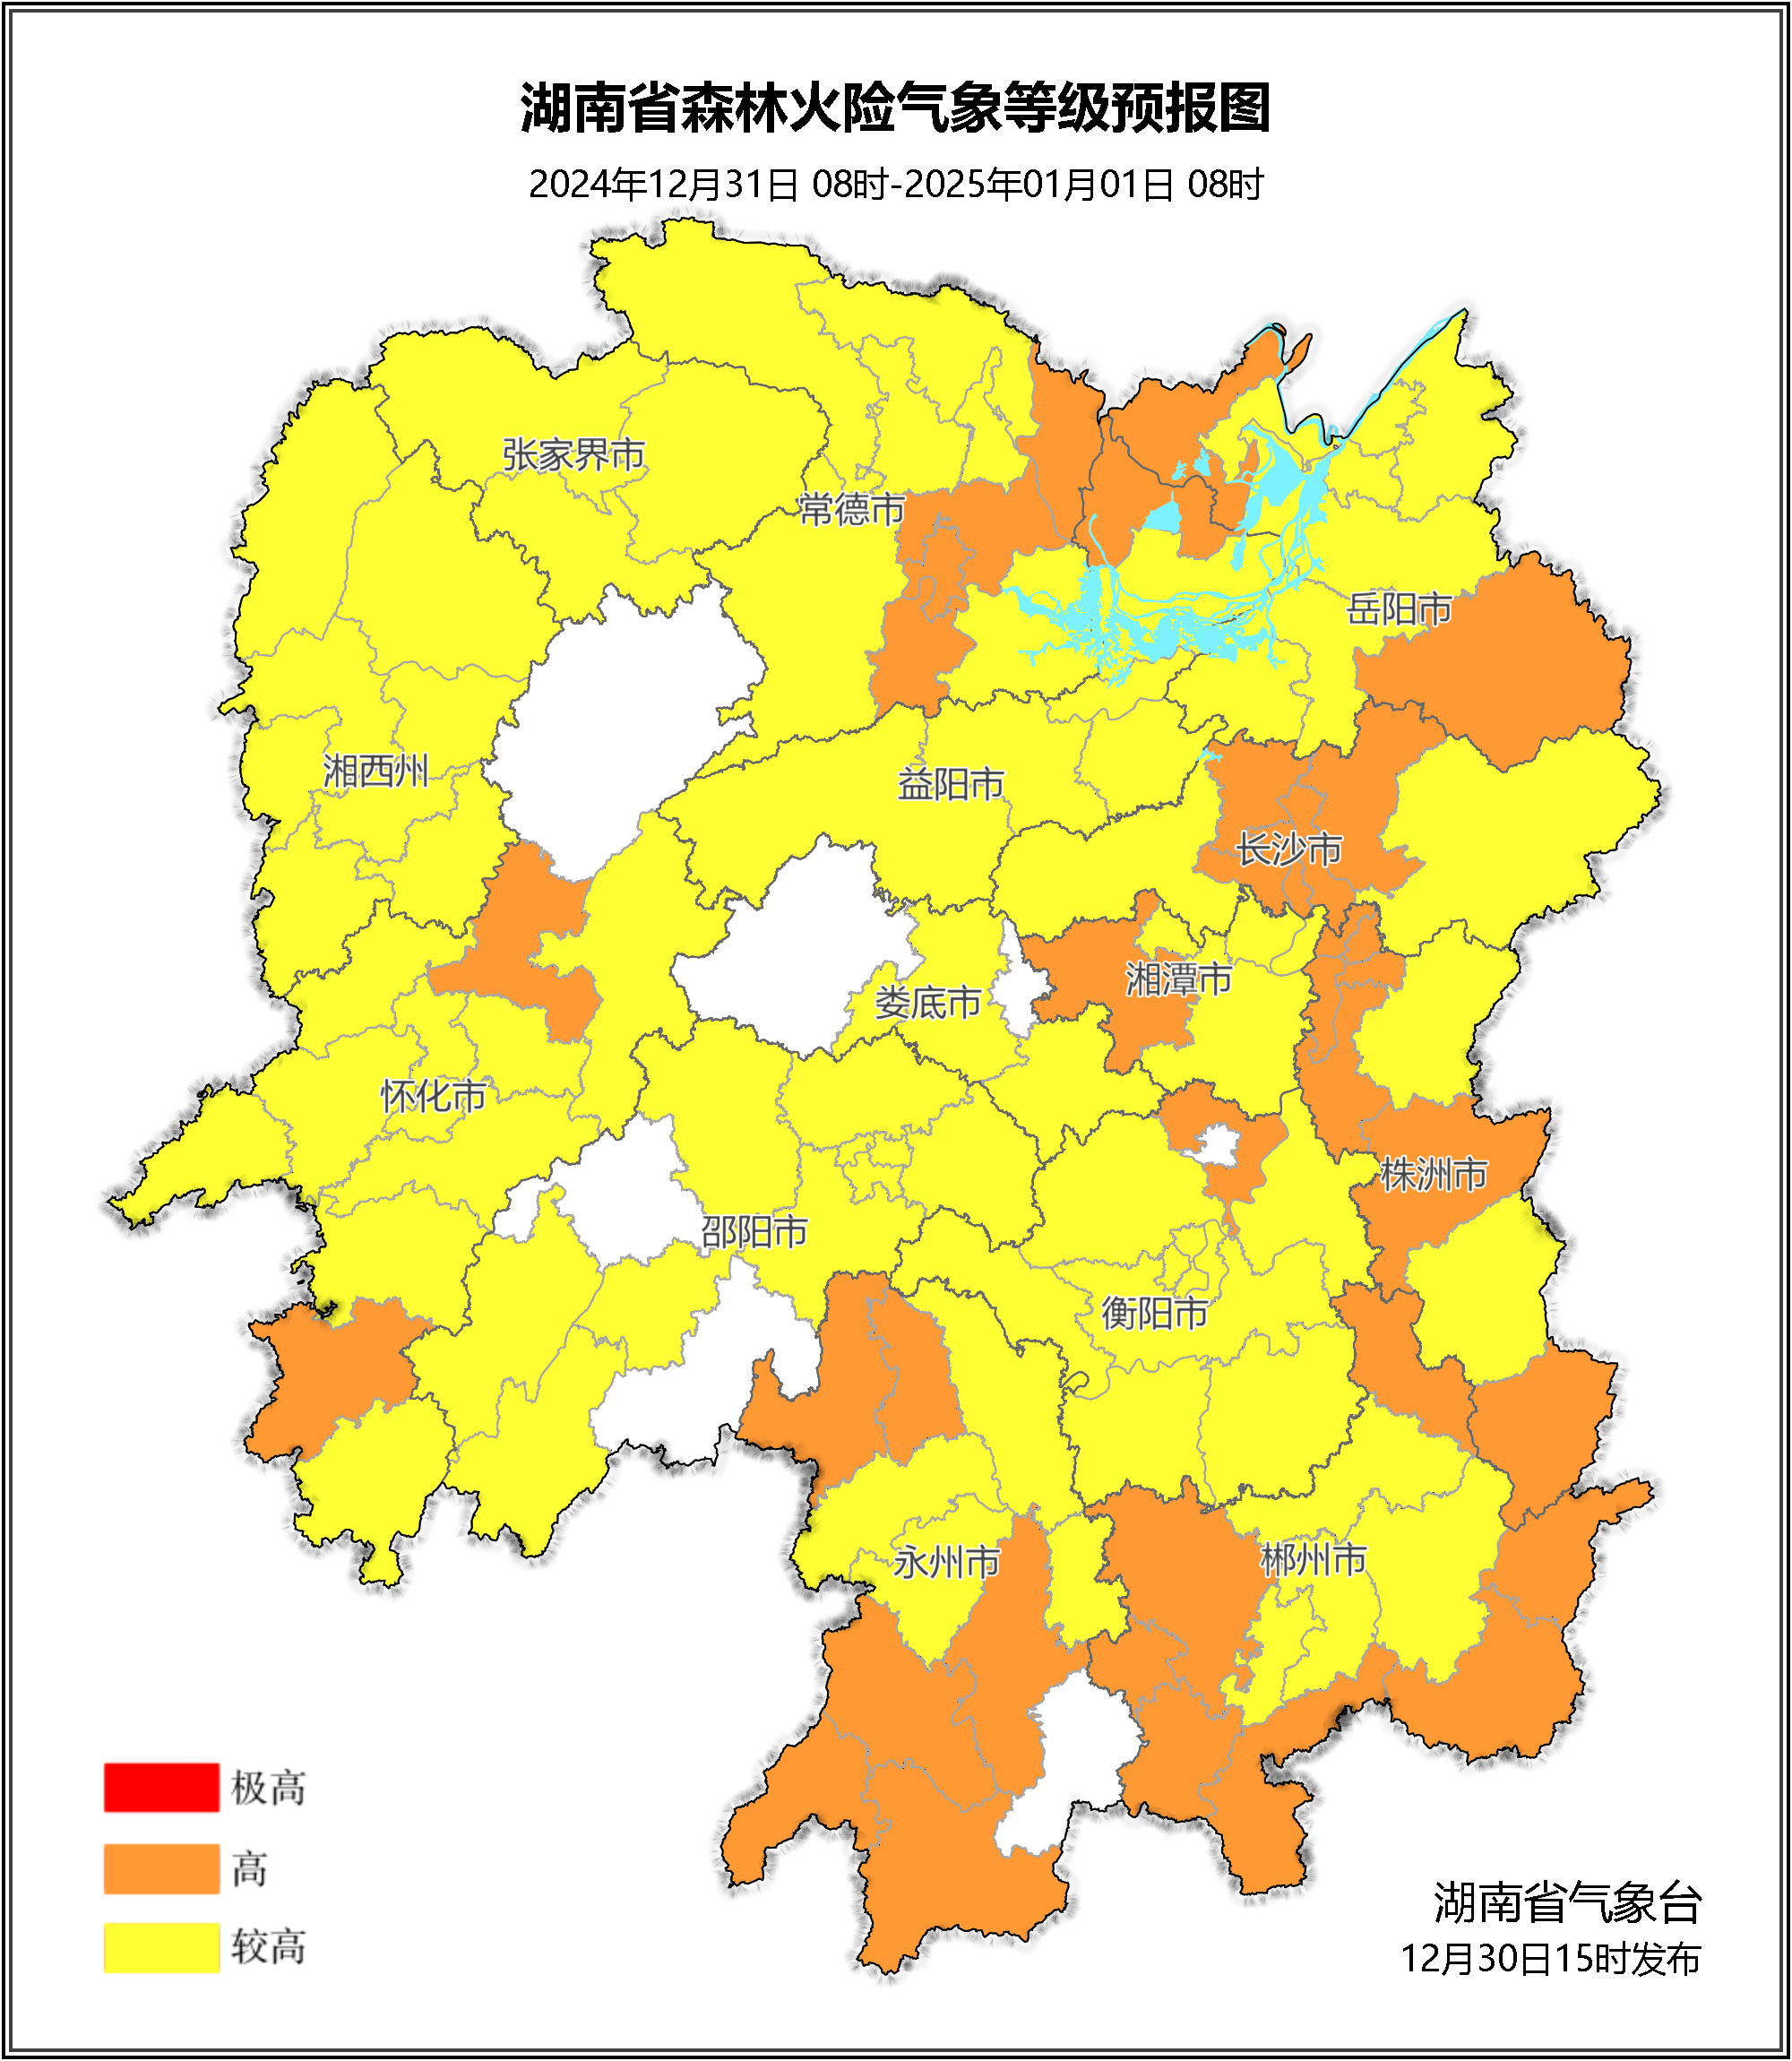 湖南省森林火险气象等级预报图
2024年12月31日 08时-2025年01月01日 08时
张家界市
常德市
岳阳市
湘西州
益阳市
长沙市
湘潭市
娄底市
怀化市
株洲市
邵阳市
衡阳市
永州市
郴州市
极高
高
较高
湖南省气象台
12月30日15时发布